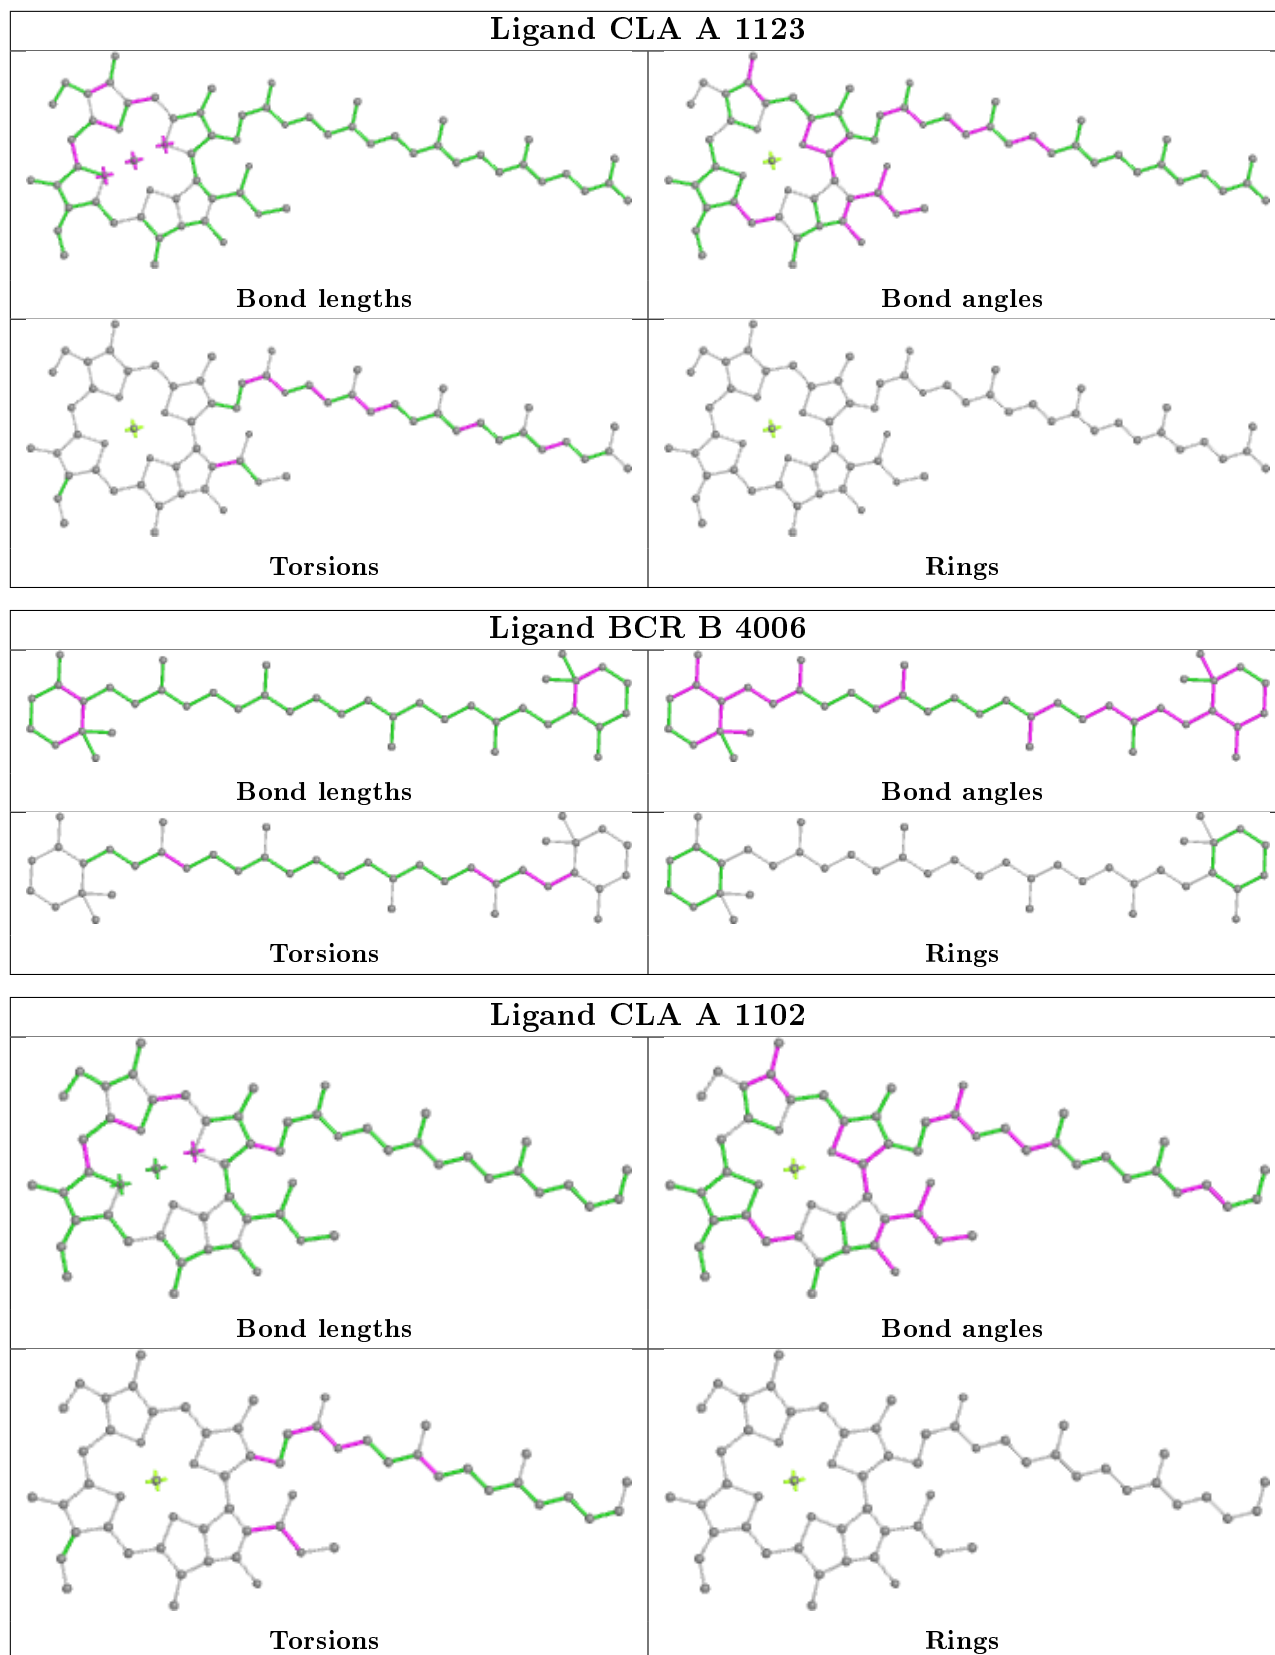 Ligand CLA A 1123
Bond lengths
Bond angles
Torsions
Rings
Ligand BCR B 4006
Bond lengths
Bond angles
Torsions
Rings
Ligand CLA A 1102
Bond lengths
Bond angles
Torsions
Rings